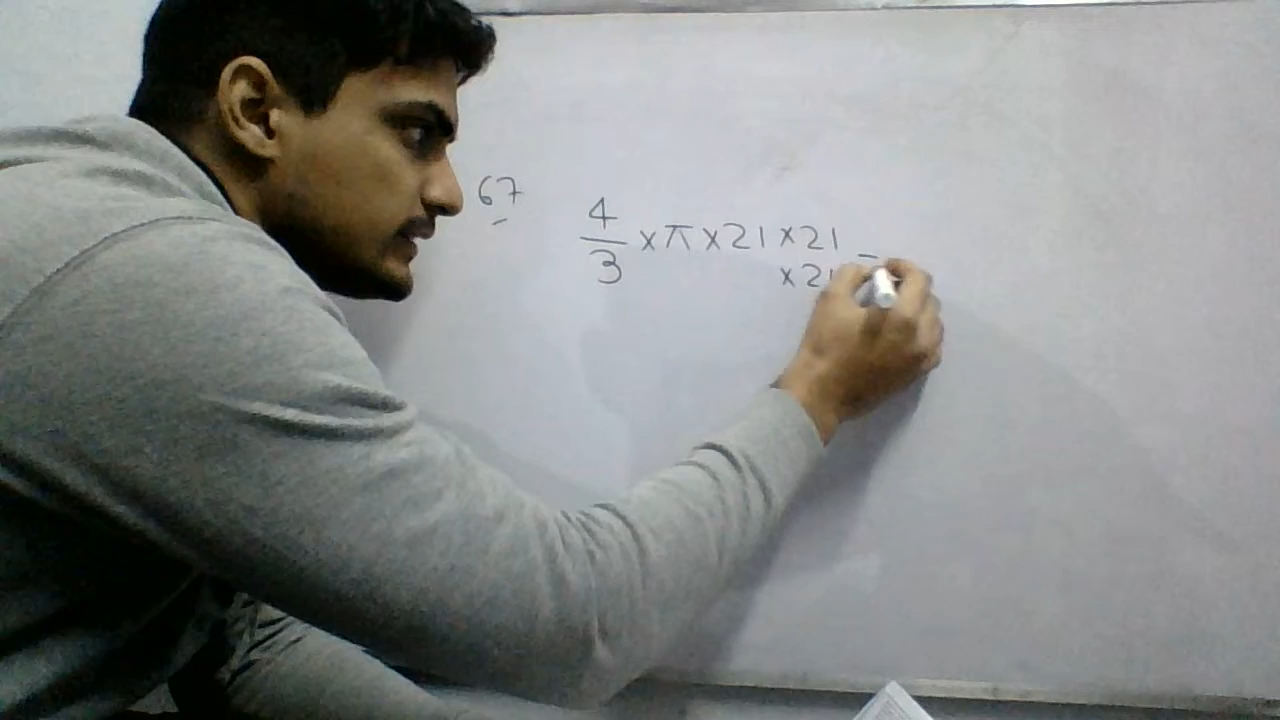 67
4/3 × π × 21 × 21 =
× 21